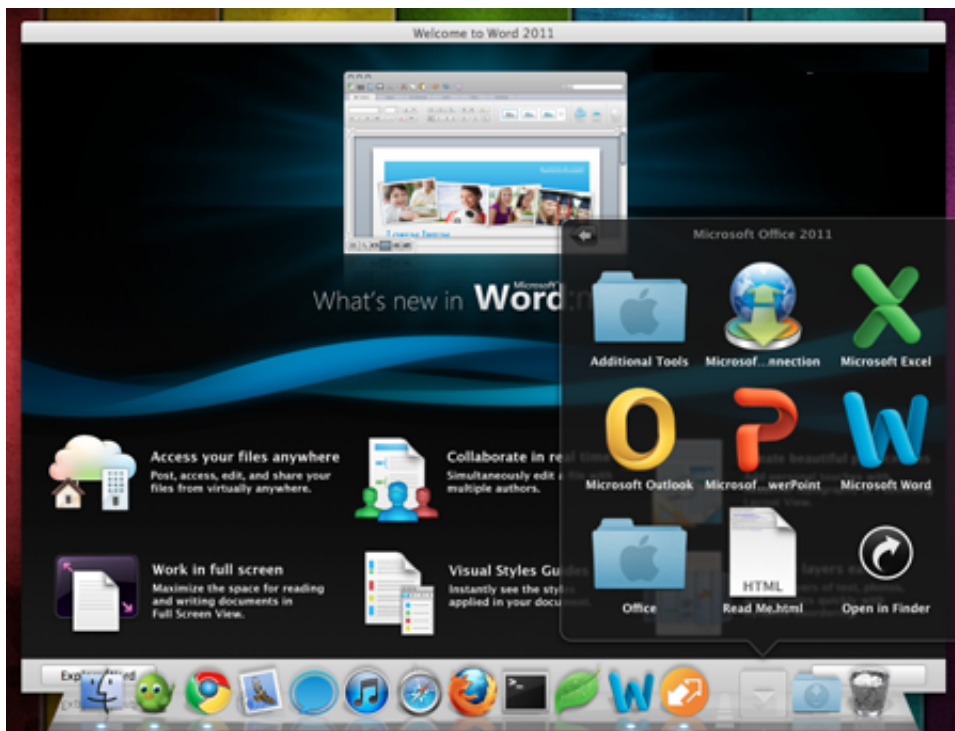 Welcome to Word 2011
What's new in Word
Microsoft
Microsoft Office 2011
Additional Tools
Microsof...nnection
Microsoft Excel
Microsoft Outlook
Microsof...werPoint
Microsoft Word
Office
HTML
Read Me.html
Open in Finder
Access your files anywhere
Post, access, edit, and share your
files from virtually anywhere.
Collaborate in real time
Simultaneously edit a file with
multiple authors.
Work in full screen
Maximize the space for reading
and writing documents in
Full Screen View.
Visual Styles Gu
Instantly see the styles
applied in your docum